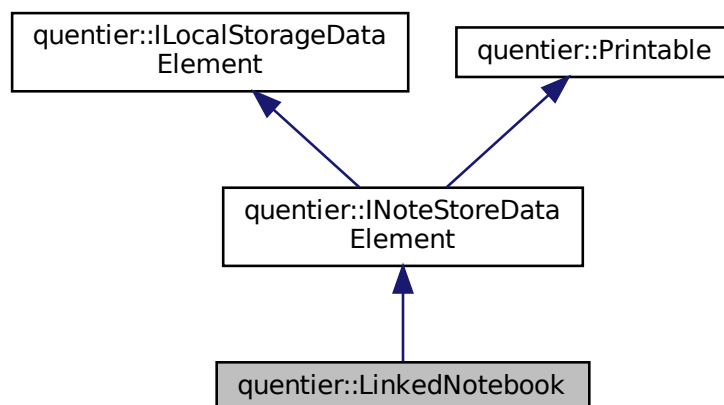 quentier::ILocalStorageData
Element
quentier::Printable
quentier::INoteStoreData
Element
quentier::LinkedNotebook